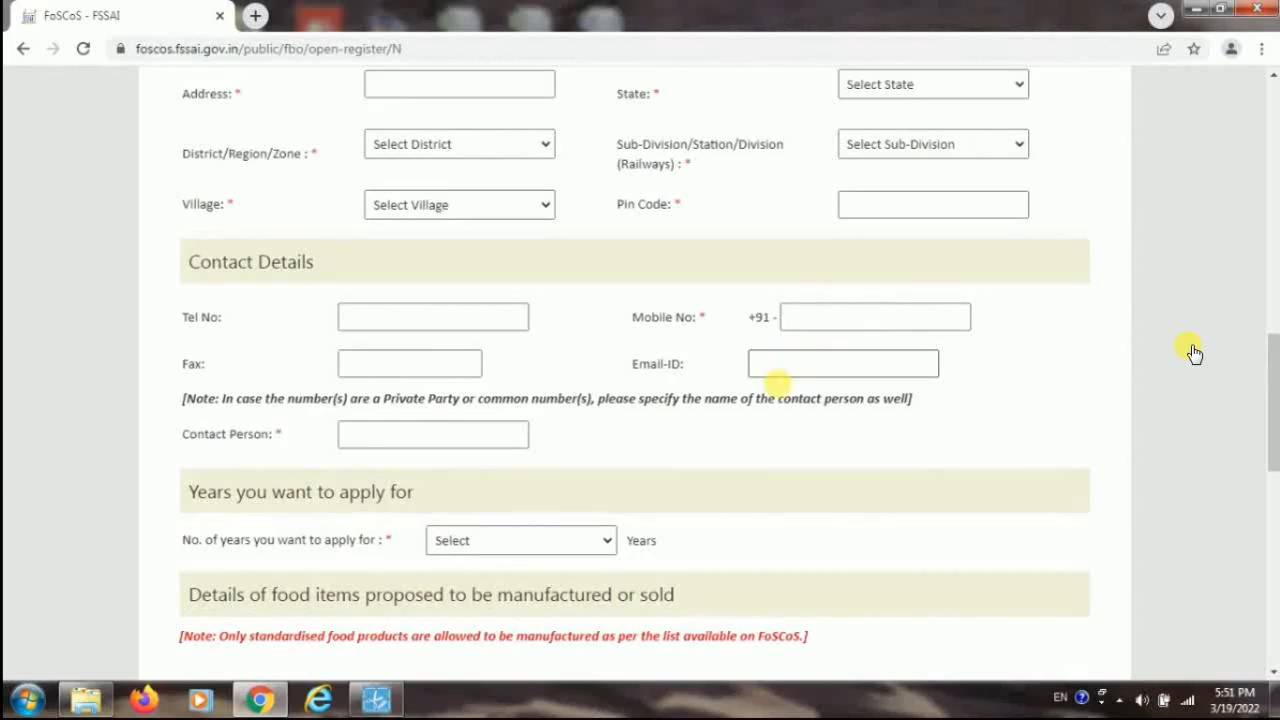 FoSCoS - FSSAI
foscos.fssai.gov.in/public/fbo/open-register/N
Address: *
State: * Select State
District/Region/Zone : * Select District
Sub-Division/Station/Division (Railways) : * Select Sub-Division
Village: * Select Village
Pin Code: *
Contact Details
Tel No:
Mobile No: * +91 -
Fax:
Email-ID:
[Note: In case the number(s) are a Private Party or common number(s), please specify the name of the contact person as well]
Contact Person: *
Years you want to apply for
No. of years you want to apply for : * Select Years
Details of food items proposed to be manufactured or sold
[Note: Only standardised food products are allowed to be manufactured as per the list available on FoSCoS.]
EN
5:51 PM
3/19/2022